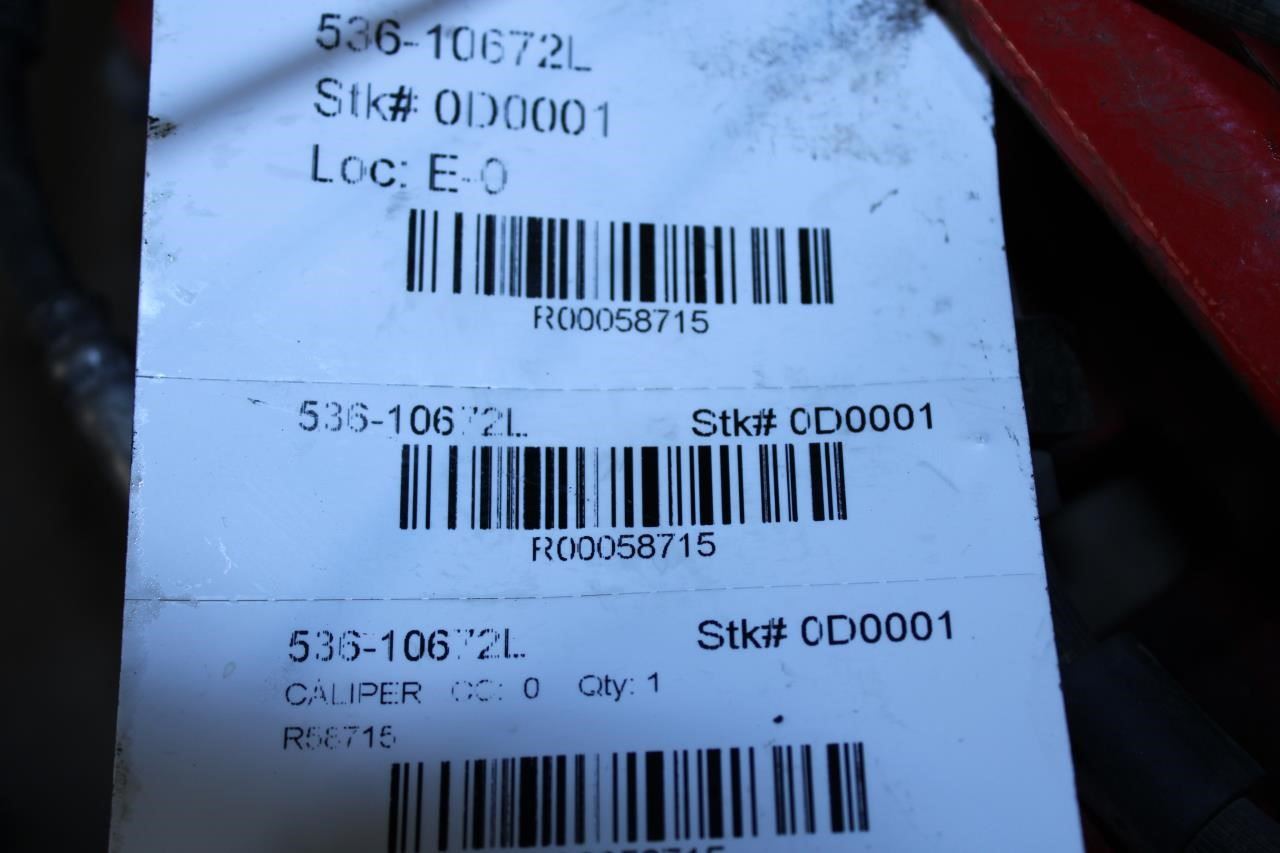 536-10672L
Stk# 0D0001
Loc: E-0
R00058715
536-10672L Stk# 0D0001
R00058715
536-10672L Stk# 0D0001
CALIPER CC: 0 Qty: 1
R58715
R00058715